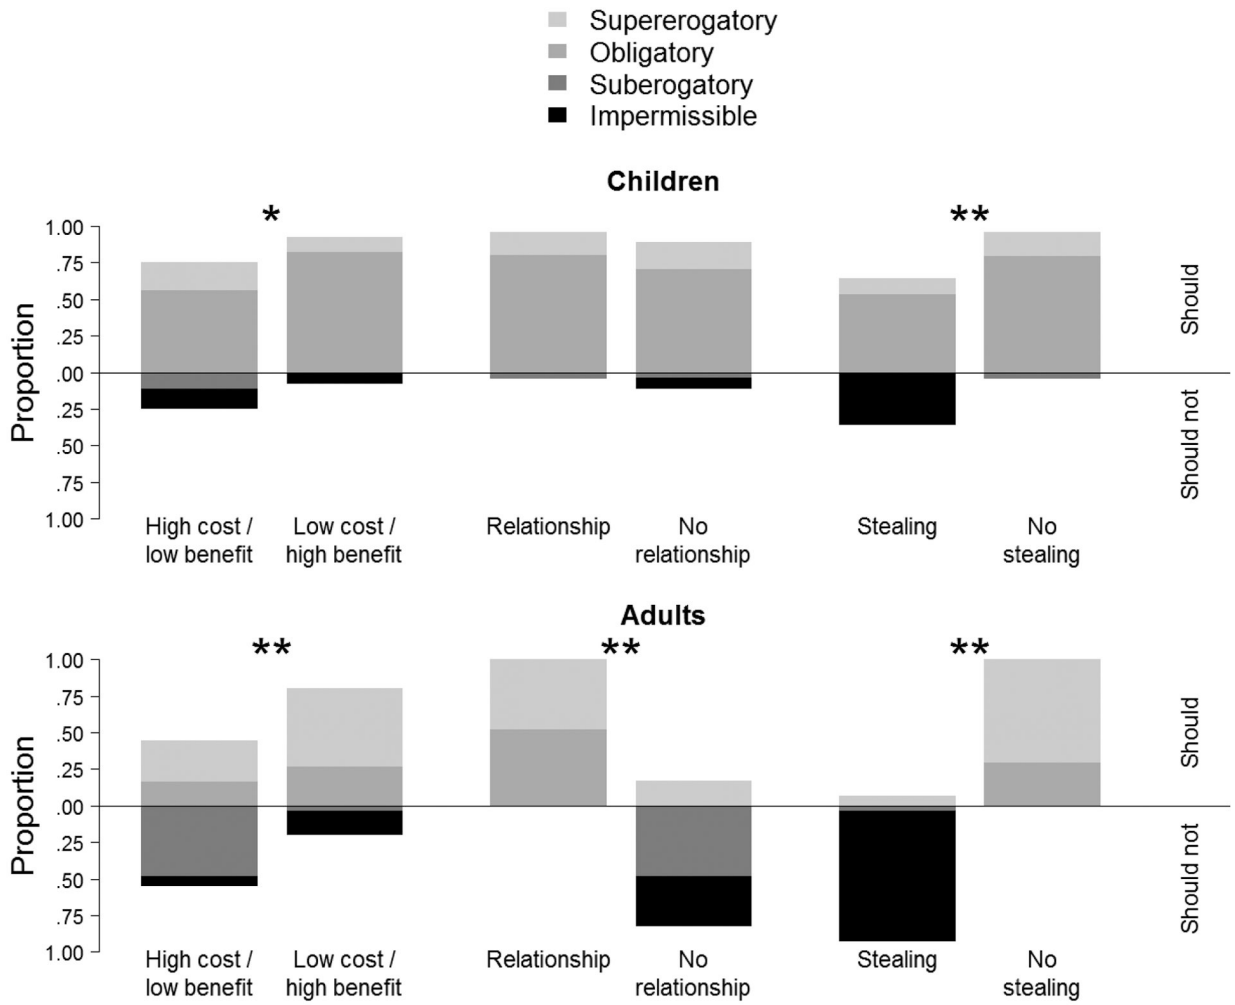 Supererogatory
Obligatory
Suberogatory
Impermissible
Children
* **
1.00
.75
.50
.25
.00
.25
.50
.75
1.00
Proportion
Should
Should not
High cost / Low cost / Relationship No Stealing No
low benefit high benefit relationship stealing
Adults
** ** **
1.00
.75
.50
.25
.00
.25
.50
.75
1.00
Proportion
Should
Should not
High cost / Low cost / Relationship No Stealing No
low benefit high benefit relationship stealing